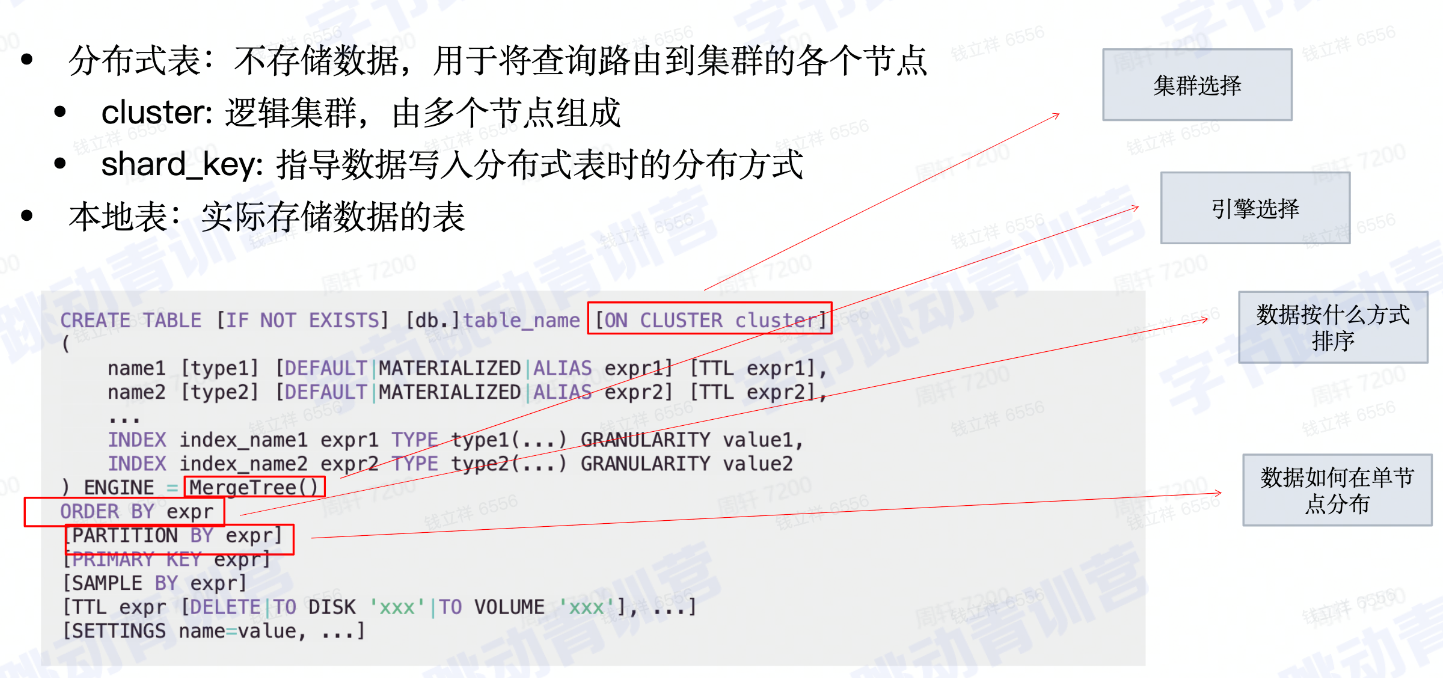 分布式表：不存储数据，用于将查询路由到集群的各个节点
cluster: 逻辑集群，由多个节点组成
shard_key: 指导数据写入分布式表时的分布方式
本地表：实际存储数据的表
集群选择
引擎选择
数据按什么方式
排序
数据如何在单节
点分布
CREATE TABLE [IF NOT EXISTS] [db.]table_name [ON CLUSTER cluster]
(
name1 [type1] [DEFAULT|MATERIALIZED|ALIAS expr1] [TTL expr1],
name2 [type2] [DEFAULT|MATERIALIZED|ALIAS expr2] [TTL expr2],
...
INDEX index_name1 expr1 TYPE type1(...) GRANULARITY value1,
INDEX index_name2 expr2 TYPE type2(...) GRANULARITY value2
) ENGINE = MergeTree()
ORDER BY expr
[PARTITION BY expr]
[PRIMARY KEY expr]
[SAMPLE BY expr]
[TTL expr [DELETE|TO DISK 'xxx'|TO VOLUME 'xxx'], ...]
[SETTINGS name=value, ...]
字节跳动青训营
钱立祥 6556
周轩 7200